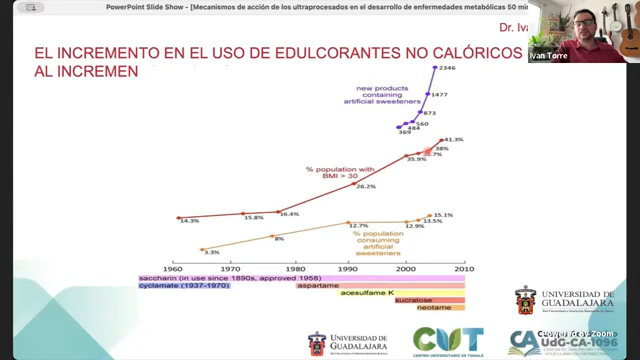 PowerPoint Slide Show - [Mecanismos de acción de los ultraprocesados en el desarrollo de enfermedades metabólicas 50 min
Dr. Iva
EL INCREMENTO EN EL USO DE EDULCORANTES NO CALÓRICOS
AL INCREMEN
Ivan Torre
new products
containing
artificial sweeteners
2346
1477
873
560
484
369
% population with
BMI > 30
41.3%
38%
35.9%
26.2%
16.4%
15.8%
14.3%
% population
consuming
artificial
sweeteners
15.1%
13.5%
12.9%
12.7%
8%
3.3%
1960 1970 1980 1990 2000 2010
saccharin (in use since 1890s, approved 1958)
cyclamate (1937-1970) aspartame
acesulfame K
sucralose
neotame
UNIVERSIDAD DE
GUADALAJARA
UNIVERSIDAD DE
GUADALAJARA
CUT
CENTRO UNIVERSITARIO DE TONALÁ
Powered by Zoom
UdG-CA-1096